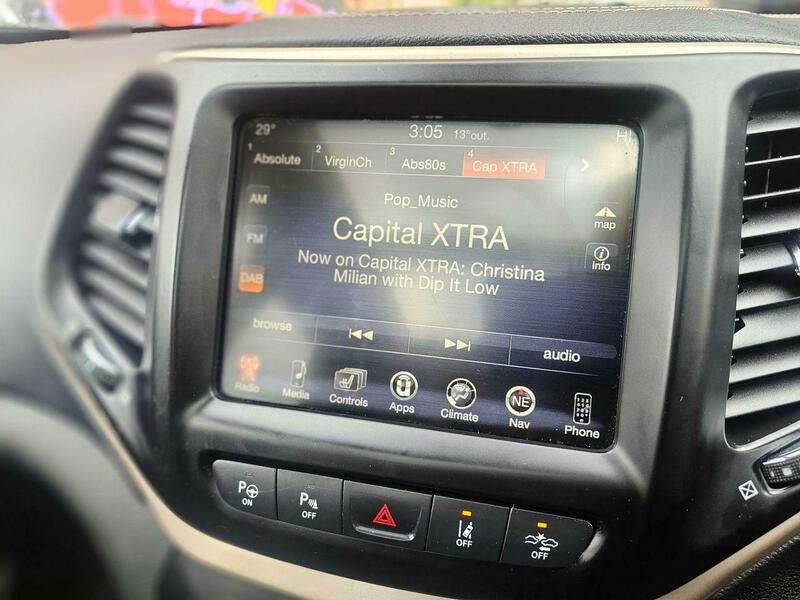 29° 3:05 13°out. HI
1 Absolute 2 VirginCh 3 Abs80s 4 Cap XTRA
AM
Pop_Music
map
Capital XTRA
FM
info
Now on Capital XTRA: Christina
Milian with Dip It Low
DAB
browse audio
Radio Media Controls Apps Climate NE Nav Phone
P ON P OFF OFF OFF